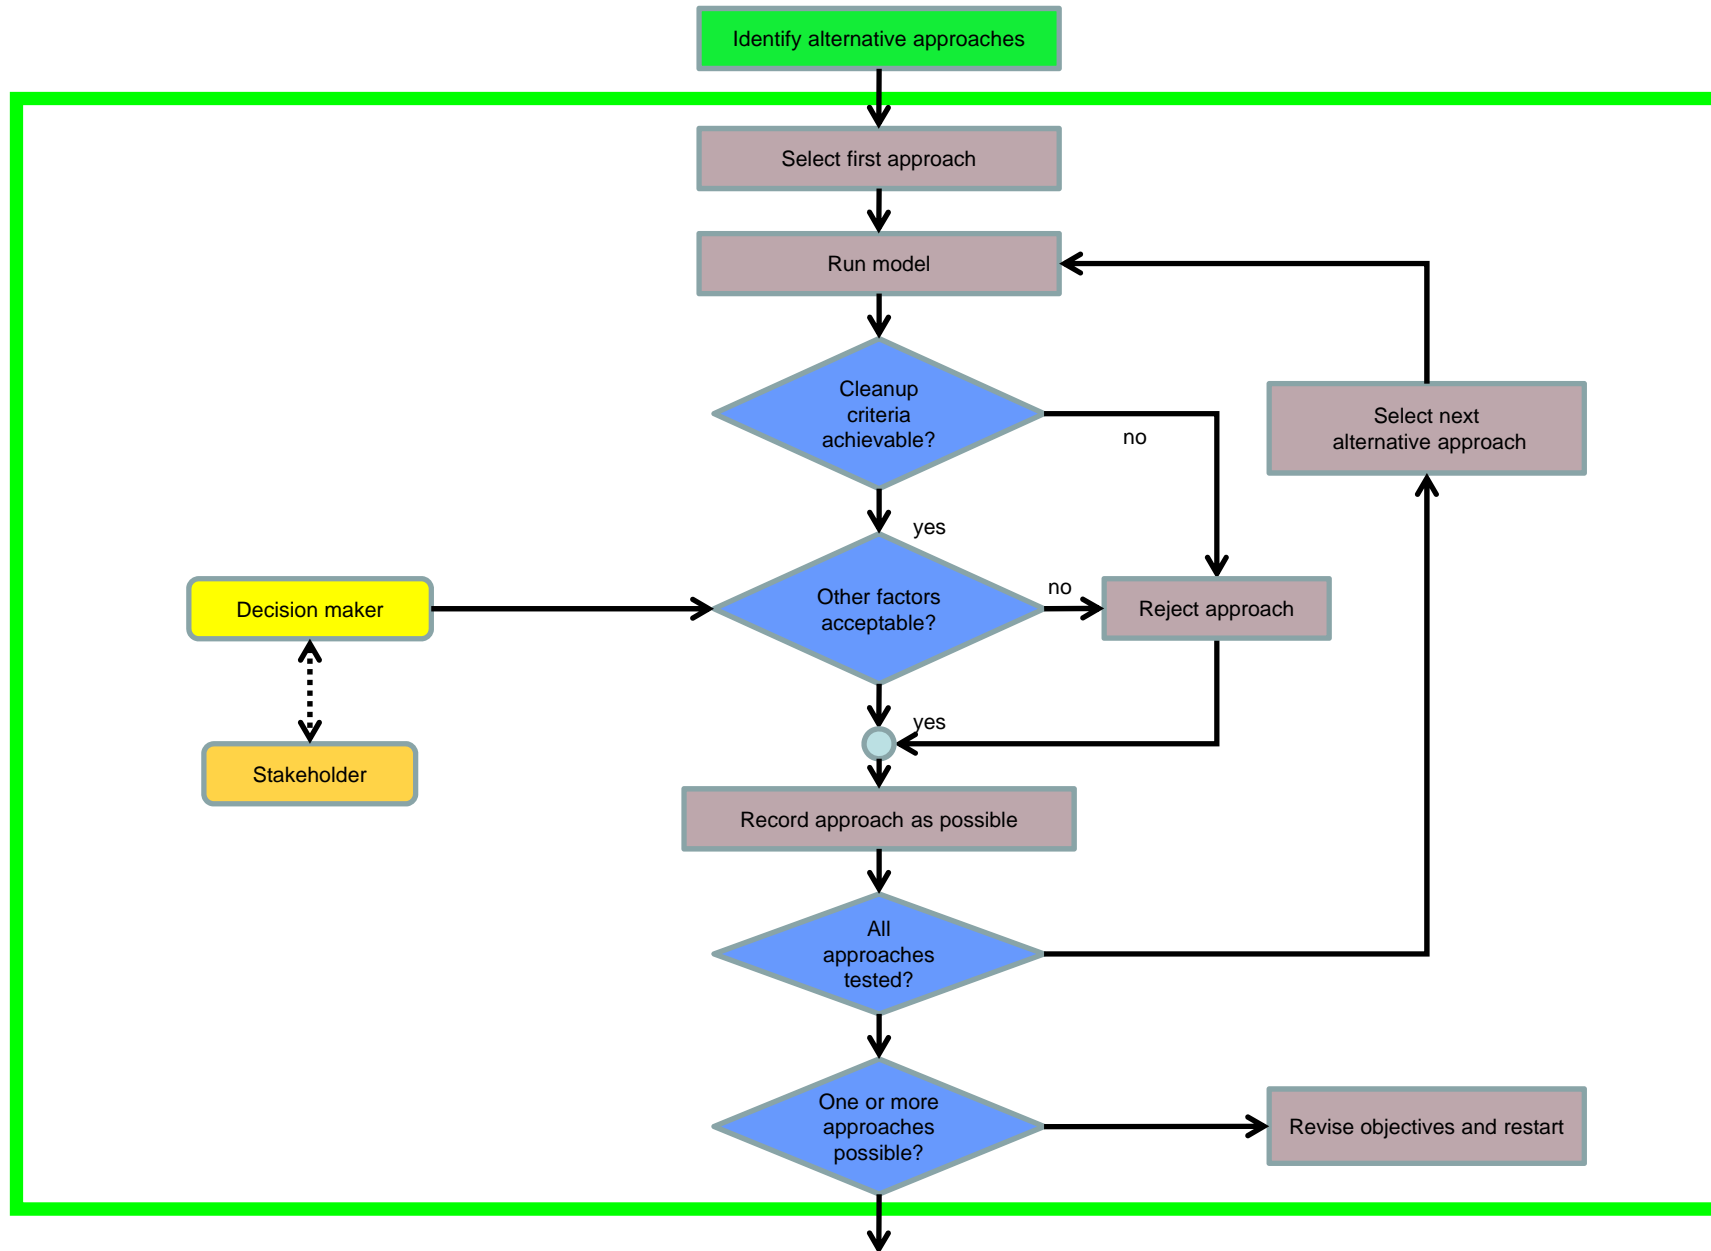 Identify alternative approaches
Select first approach
Run model
Cleanup
criteria
achievable?
no
Select next
alternative approach
yes
Decision maker
Other factors
acceptable?
no
Reject approach
yes
Stakeholder
Record approach as possible
All
approaches
tested?
One or more
approaches
possible?
Revise objectives and restart